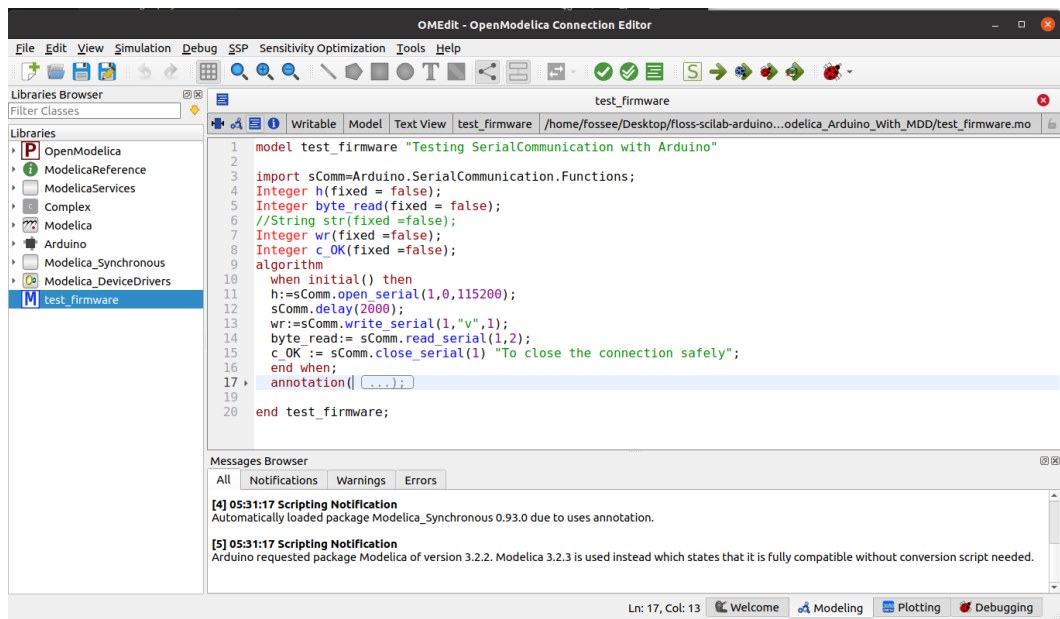 OMEdit - OpenModelica Connection Editor
File Edit View Simulation Debug SSP Sensitivity Optimization Tools Help
Libraries Browser
Filter Classes
Libraries
OpenModelica
ModelicaReference
ModelicaServices
Complex
Modelica
Arduino
Modelica_Synchronous
Modelica_DeviceDrivers
test_firmware
test_firmware
Writable Model Text View test_firmware /home/fossee/Desktop/floss-scilab-arduino...odelica_Arduino_With_MDD/test_firmware.mo
1 model test_firmware "Testing SerialCommunication with Arduino"
2
3 import sComm=Arduino.SerialCommunication.Functions;
4 Integer h(fixed = false);
5 Integer byte_read(fixed = false);
6 //String str(fixed =false);
7 Integer wr(fixed =false);
8 Integer c_OK(fixed =false);
9 algorithm
10 when initial() then
11 h:=sComm.open_serial(1,0,115200);
12 sComm.delay(2000);
13 wr:=sComm.write_serial(1,"v",1);
14 byte_read:= sComm.read_serial(1,2);
15 c_OK := sComm.close_serial(1) "To close the connection safely";
16 end when;
17 annotation( ...);
19
20 end test_firmware;
Messages Browser
All Notifications Warnings Errors
[4] 05:31:17 Scripting Notification
Automatically loaded package Modelica_Synchronous 0.93.0 due to uses annotation.
[5] 05:31:17 Scripting Notification
Arduino requested package Modelica of version 3.2.2. Modelica 3.2.3 is used instead which states that it is fully compatible without conversion script needed.
Ln: 17, Col: 13 Welcome Modeling Plotting Debugging